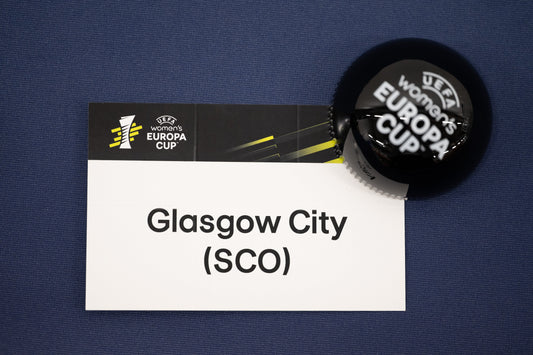 UEFA
women's
EUROPA
CUP
Glasgow City
(SCO)
UEFA
women's
EUROPA
CUP